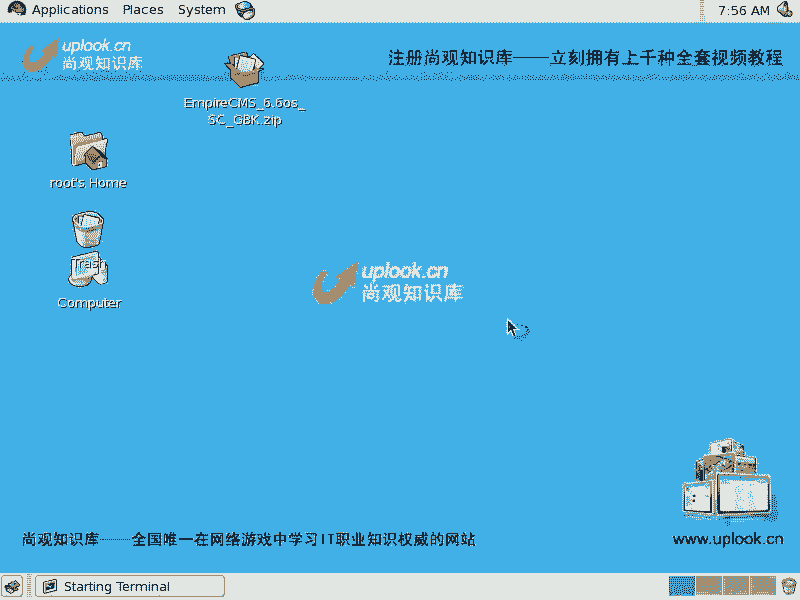 Applications Places System
7:56 AM
uplook.cn
尚观知识库
注册尚观知识库——立刻拥有上千种全套视频教程
EmpireCMS_6.6os_
SC_GBK.zip
root's Home
Trash
Computer
uplook.cn
尚观知识库
尚观知识库——全国唯一在网络游戏中学习IT职业知识权威的网站
www.uplook.cn
Starting Terminal